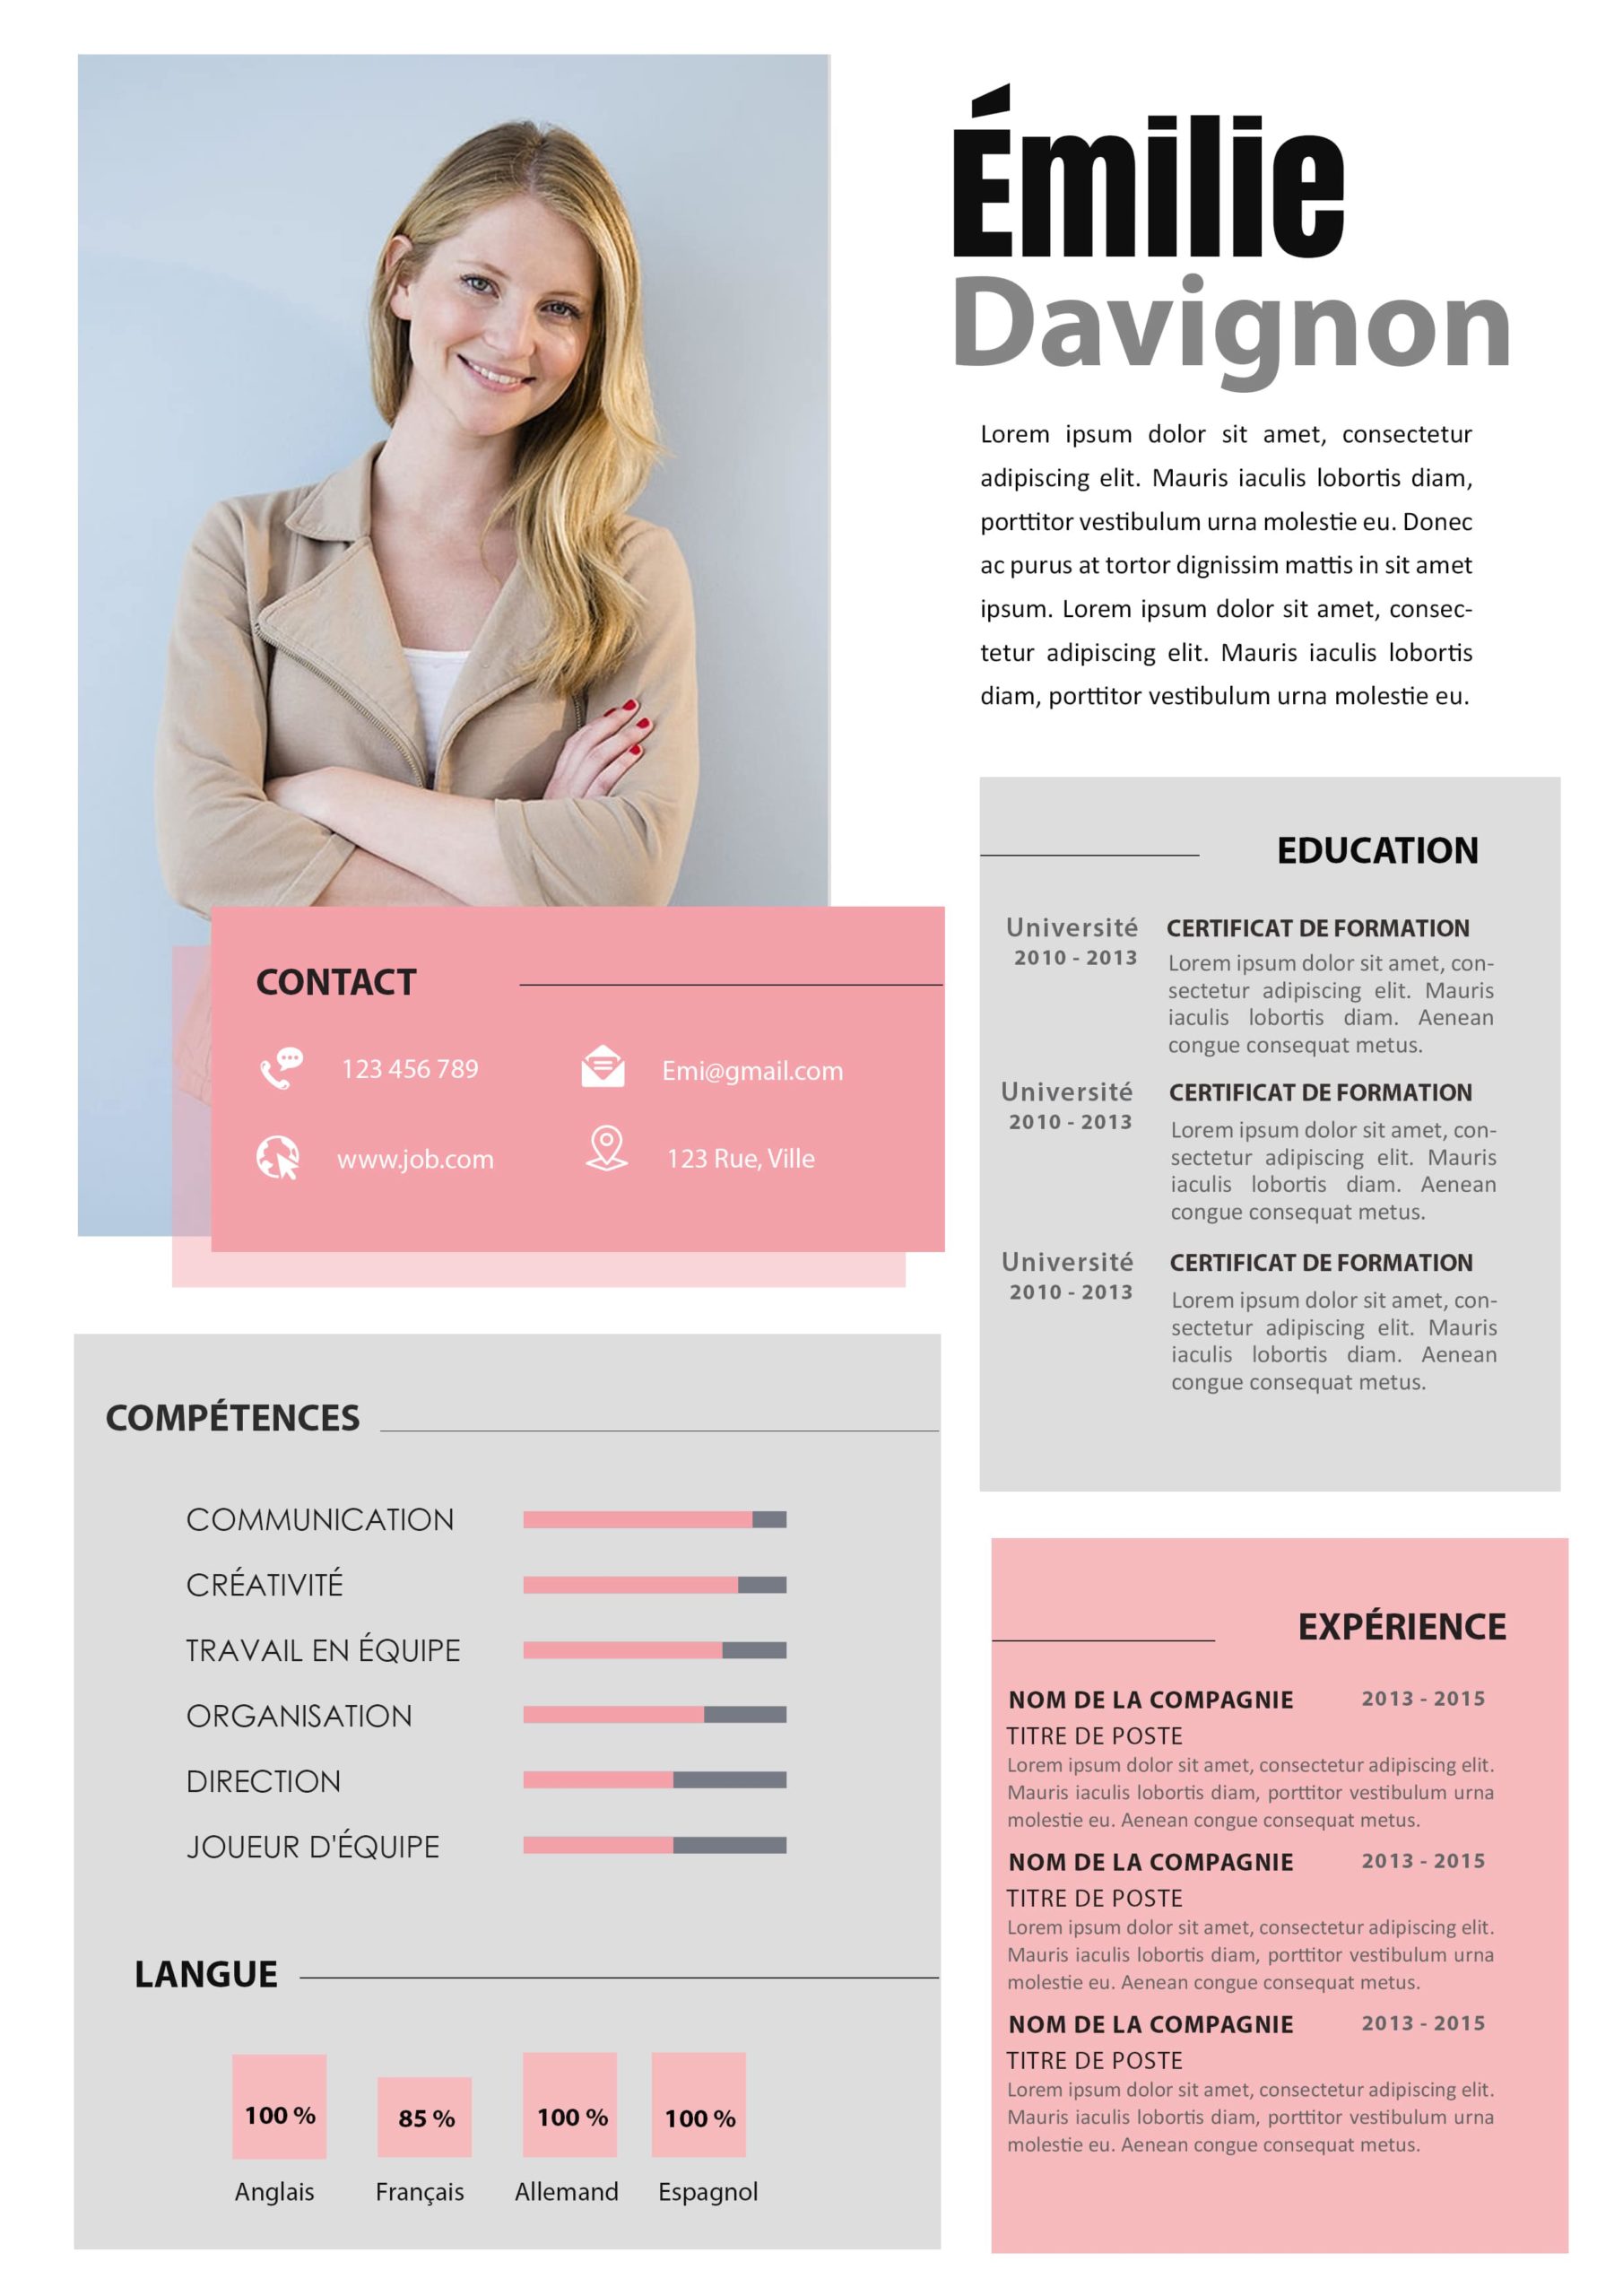 Émilie
Davignon
Lorem ipsum dolor sit amet, consectetur
adipiscing elit. Mauris iaculis lobortis diam,
porttitor vestibulum urna molestie eu. Donec
ac purus at tortor dignissim mattis in sit amet
ipsum. Lorem ipsum dolor sit amet, consec-
tetur adipiscing elit. Mauris iaculis lobortis
diam, porttitor vestibulum urna molestie eu.
CONTACT
123 456 789
Emi@gmail.com
www.job.com
123 Rue, Ville
EDUCATION
Université
2010 - 2013
CERTIFICAT DE FORMATION
Lorem ipsum dolor sit amet, con-
sectetur adipiscing elit. Mauris
iaculis lobortis diam. Aenean
congue consequat metus.
Université
2010 - 2013
CERTIFICAT DE FORMATION
Lorem ipsum dolor sit amet, con-
sectetur adipiscing elit. Mauris
iaculis lobortis diam. Aenean
congue consequat metus.
Université
2010 - 2013
CERTIFICAT DE FORMATION
Lorem ipsum dolor sit amet, con-
sectetur adipiscing elit. Mauris
iaculis lobortis diam. Aenean
congue consequat metus.
COMPÉTENCES
COMMUNICATION
CRÉATIVITÉ
TRAVAIL EN ÉQUIPE
ORGANISATION
DIRECTION
JOUEUR D'ÉQUIPE
LANGUE
100 %
85 %
100 %
100 %
Anglais
Français
Allemand
Espagnol
EXPÉRIENCE
NOM DE LA COMPAGNIE 2013 - 2015
TITRE DE POSTE
Lorem ipsum dolor sit amet, consectetur adipiscing elit.
Mauris iaculis lobortis diam, porttitor vestibulum urna
molestie eu. Aenean congue consequat metus.
NOM DE LA COMPAGNIE 2013 - 2015
TITRE DE POSTE
Lorem ipsum dolor sit amet, consectetur adipiscing elit.
Mauris iaculis lobortis diam, porttitor vestibulum urna
molestie eu. Aenean congue consequat metus.
NOM DE LA COMPAGNIE 2013 - 2015
TITRE DE POSTE
Lorem ipsum dolor sit amet, consectetur adipiscing elit.
Mauris iaculis lobortis diam, porttitor vestibulum urna
molestie eu. Aenean congue consequat metus.